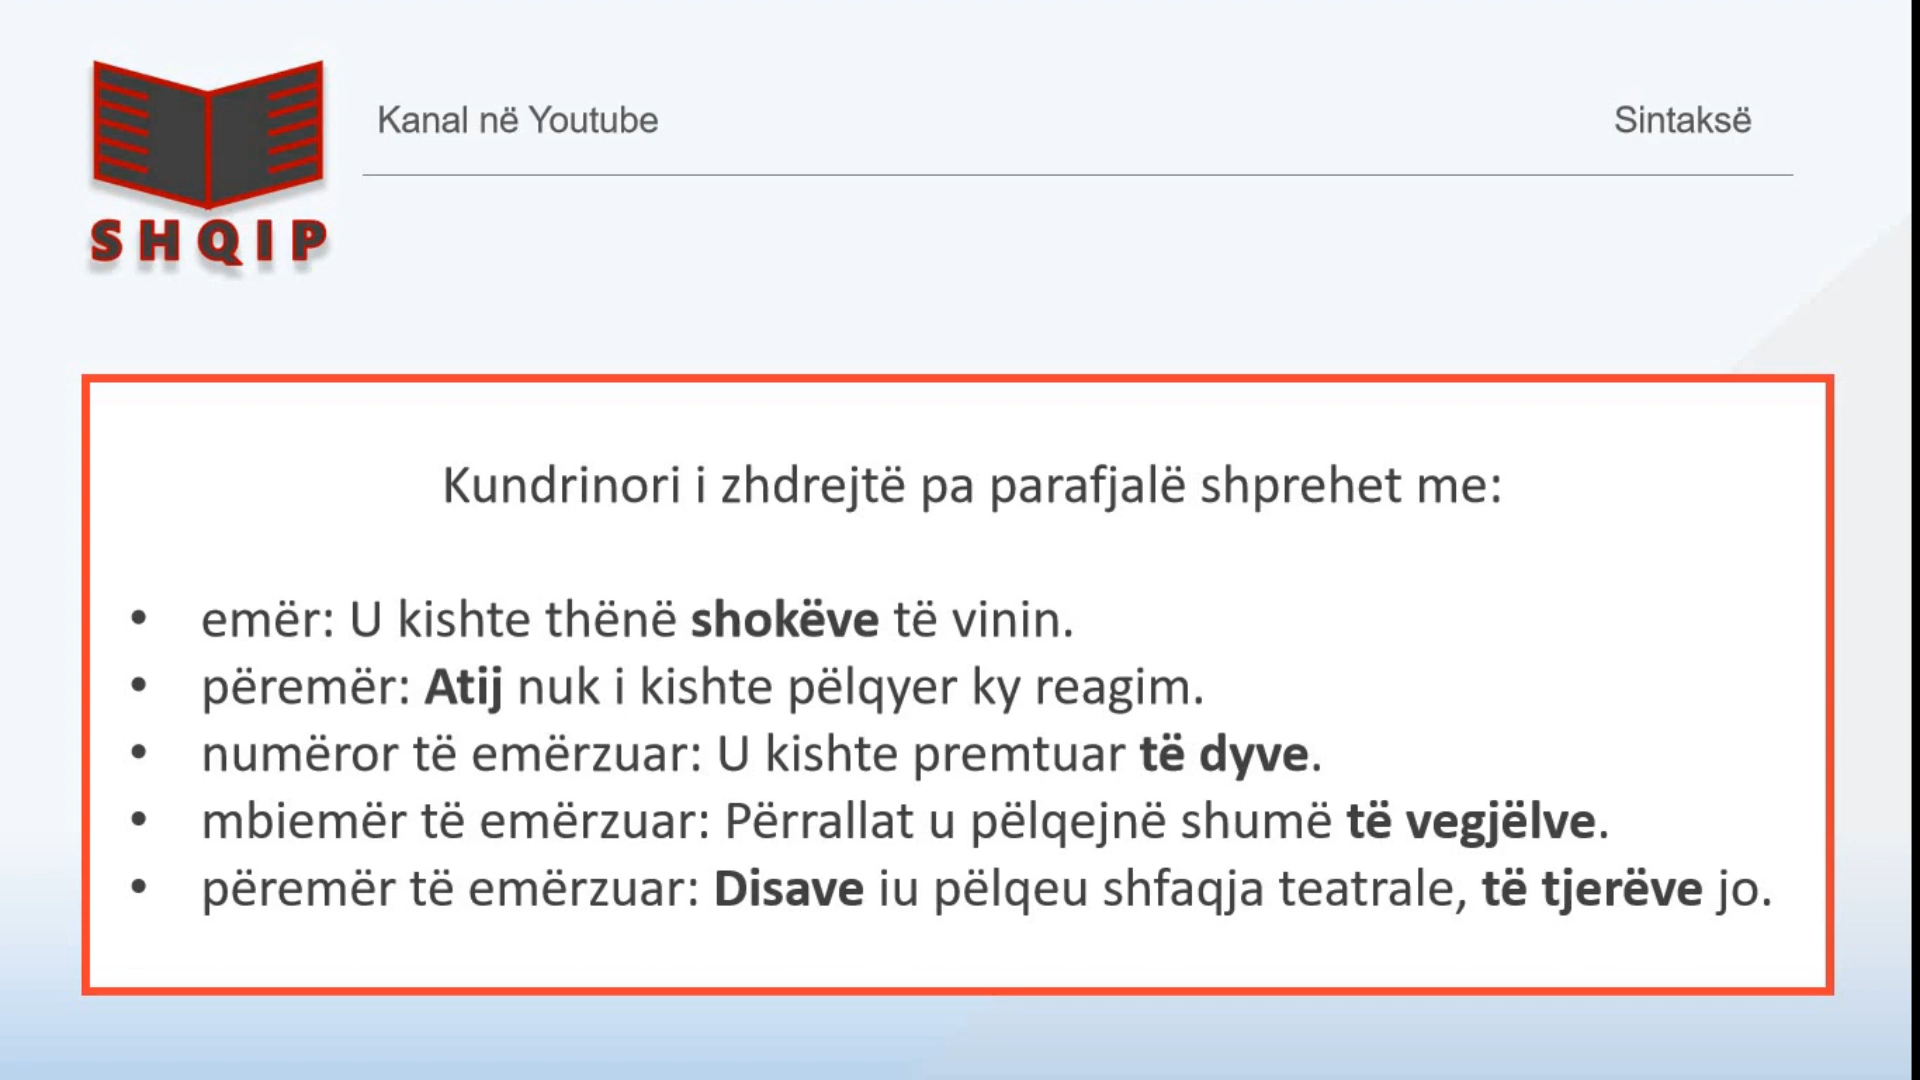 Kanal në Youtube
Sintaksë
SHQIP
Kundrinori i zhdrejtë pa parafjalë shprehet me:
• emër: U kishte thënë shokëve të vinin.
• përemër: Atij nuk i kishte pëlqyer ky reagim.
• numëror të emërzuar: U kishte premtuar të dyve.
• mbiemër të emërzuar: Përrallat u pëlqejnë shumë të vegjëlve.
• përemër të emërzuar: Disave iu pëlqeu shfaqja teatrale, të tjerëve jo.